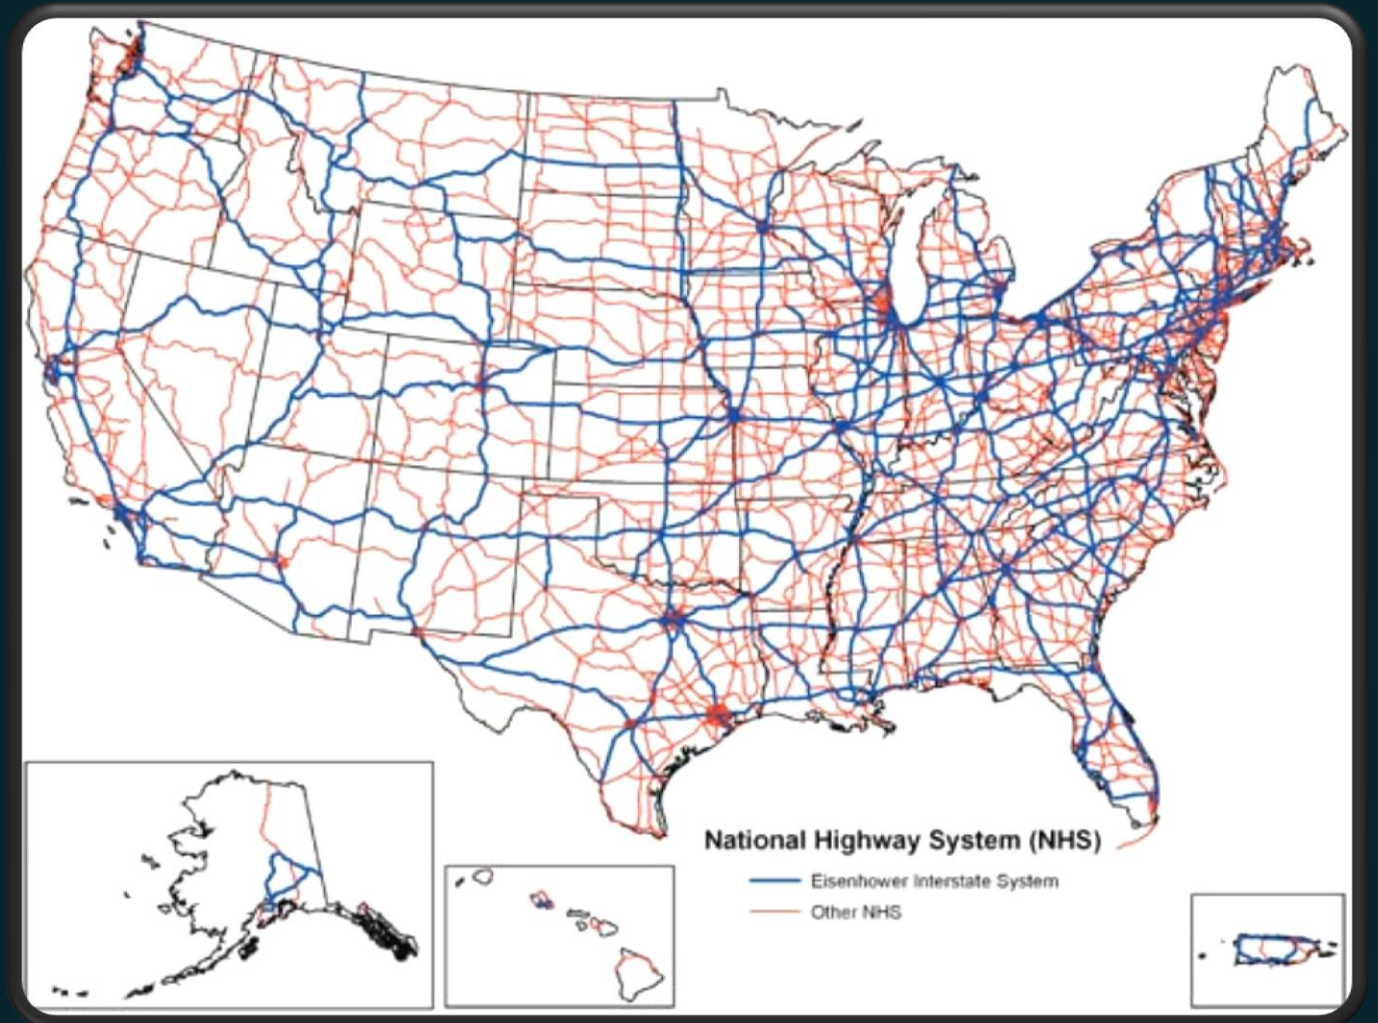 National Highway System (NHS)
Eisenhower Interstate System
Other NHS